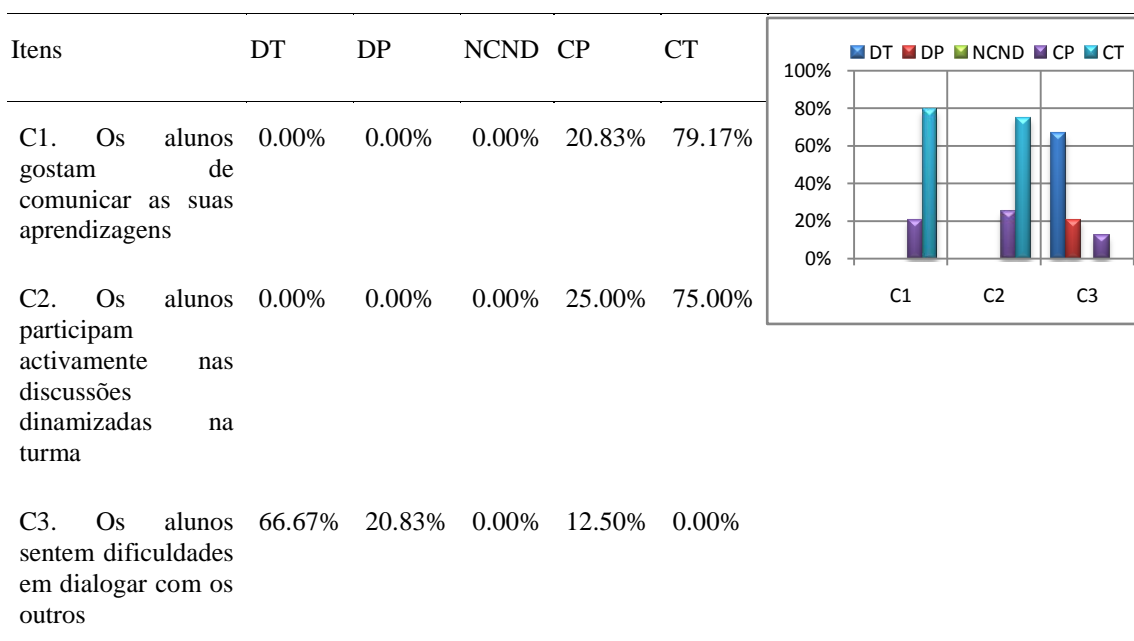 Itens DT DP NCND CP CT
C1. Os alunos 0.00% 0.00% 0.00% 20.83% 79.17%
gostam de
comunicar as suas
aprendizagens
C2. Os alunos 0.00% 0.00% 0.00% 25.00% 75.00%
participam
activamente nas
discussões
dinamizadas na
turma
C3. Os alunos 66.67% 20.83% 0.00% 12.50% 0.00%
sentem dificuldades
em dialogar com os
outros
DT DP NCND CP CT
100%
80%
60%
40%
20%
0%
C1 C2 C3